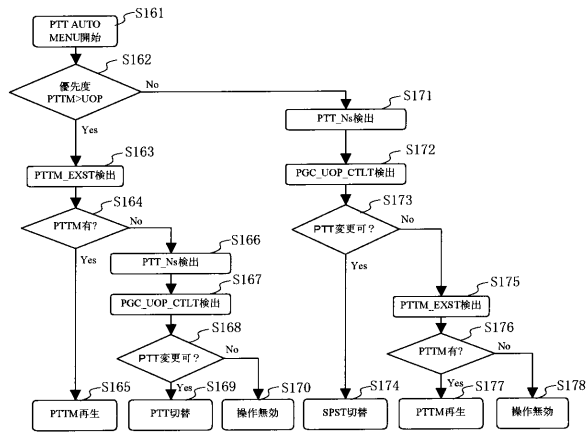 PTT AUTO
MENU開始
S161
優先度
PTTM>UOP
S162
No
Yes
PTTM_EXST検出
S163
PTTM有?
S164
No
Yes
PTT_Ns検出
S166
PGC_UOP_CTLT検出
S167
PTT変更可?
S168
No
Yes
PTTM再生
S165
PTT切替
S169
操作無効
S170
PTT_Ns検出
S171
PGC_UOP_CTLT検出
S172
PTT変更可?
S173
No
Yes
PTTM_EXST検出
S175
PTTM有?
S176
No
Yes
SPST切替
S174
PTTM再生
S177
操作無効
S178